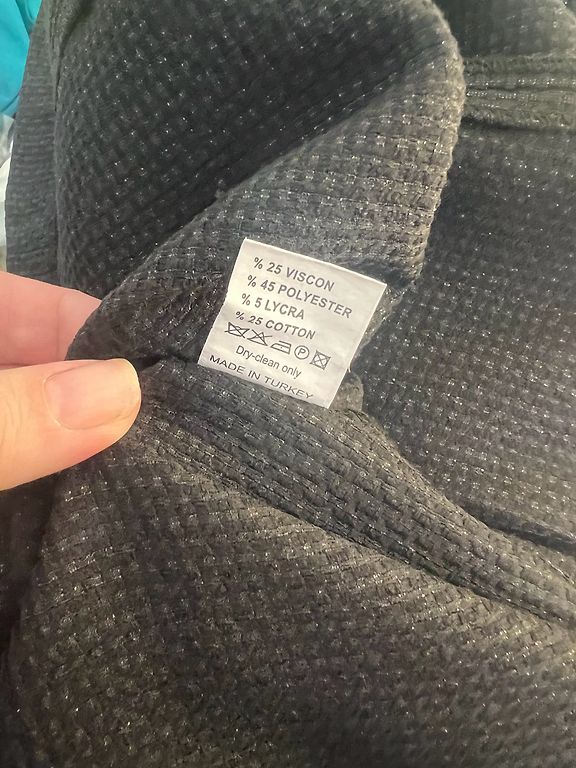 % 25 VISCON
% 45 POLYESTER
% 5 LYCRA
% 25 COTTON
P
Dry-clean only
MADE IN TURKEY